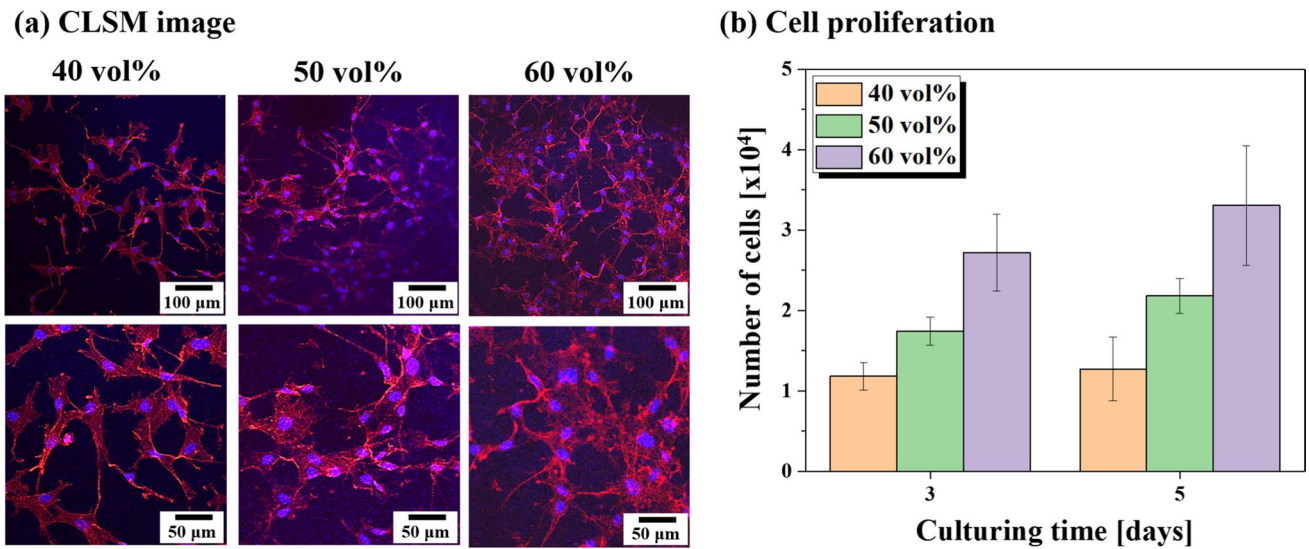 (a) CLSM image
40 vol%
50 vol%
60 vol%
100 µm
100 µm
100 µm
50 µm
50 µm
50 µm
(b) Cell proliferation
Number of cells [x10⁴]
5
4
3
2
1
0
40 vol%
50 vol%
60 vol%
3
5
Culturing time [days]